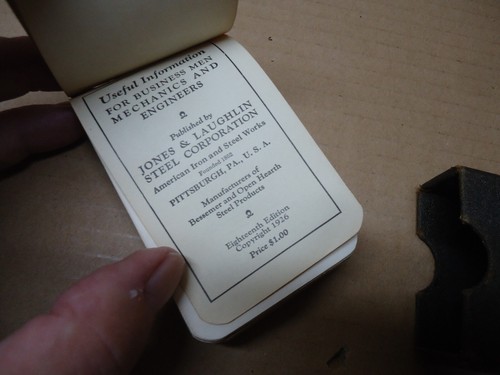 Useful Information
FOR BUSINESS MEN
MECHANICS AND
ENGINEERS
Published by
JONES & LAUGHLIN
STEEL CORPORATION
American Iron and Steel Works
Founded 1852
PITTSBURGH, PA., U. S. A.
Manufacturers of
Bessemer and Open Hearth
Steel Products
Eighteenth Edition
Copyright 1926
Price $1.00